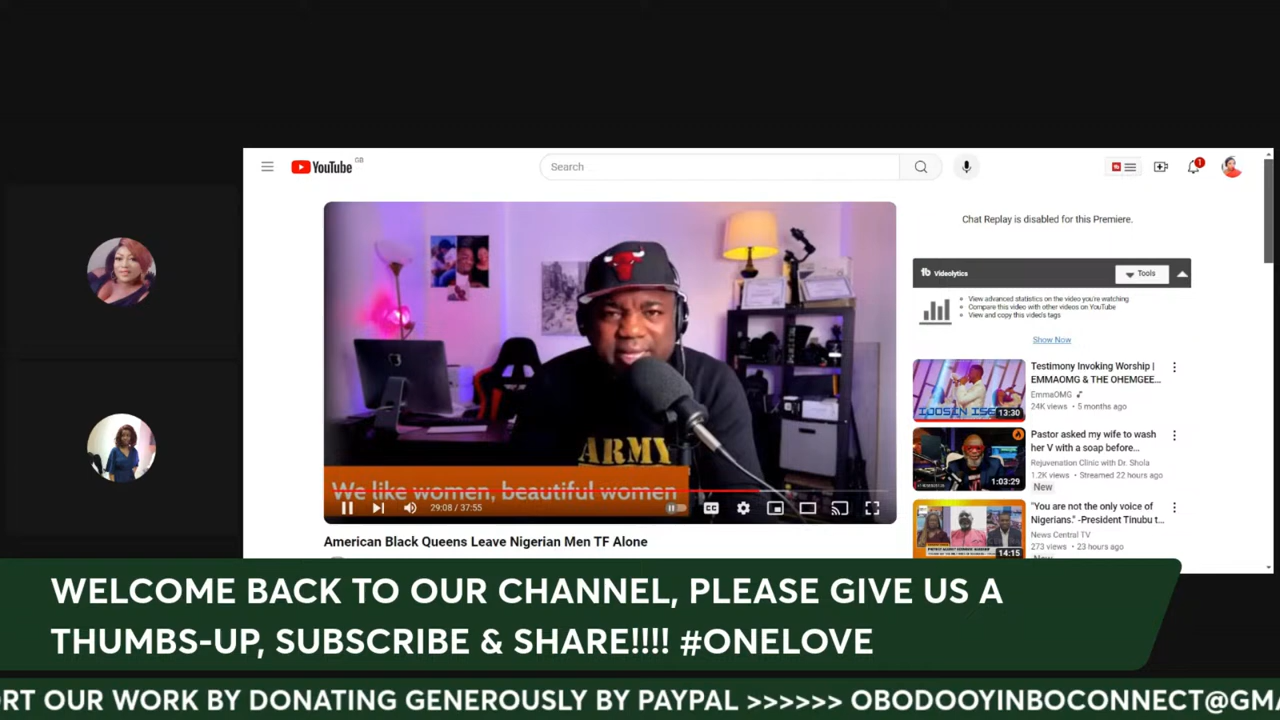 YouTube
GB
Search
1
ARMY
We like women, beautiful women
29:08 / 37:55
American Black Queens Leave Nigerian Men TF Alone
Chat Replay is disabled for this Premiere.
tb Videolytics
Tools
View advanced statistics on the video you're watching
Compare this video with other videos on YouTube
View and copy this video's tags
Show Now
IJOSIN ISE
13:30
Testimony Invoking Worship |
EMMAOMG & THE OHEMGEE...
EmmaOMG
24K views • 5 months ago
1:03:29
Pastor asked my wife to wash
her V with a soap before...
Rejuvenation Clinic with Dr. Shola
1.2K views • Streamed 22 hours ago
New
14:15
"You are not the only voice of
Nigerians." -President Tinubu t...
News Central TV
273 views • 23 hours ago
WELCOME BACK TO OUR CHANNEL, PLEASE GIVE US A
THUMBS-UP, SUBSCRIBE & SHARE!!!! #ONELOVE
ORT OUR WORK BY DONATING GENEROUSLY BY PAYPAL >>>>>> OBODOOYINBOCONNECT@GMA